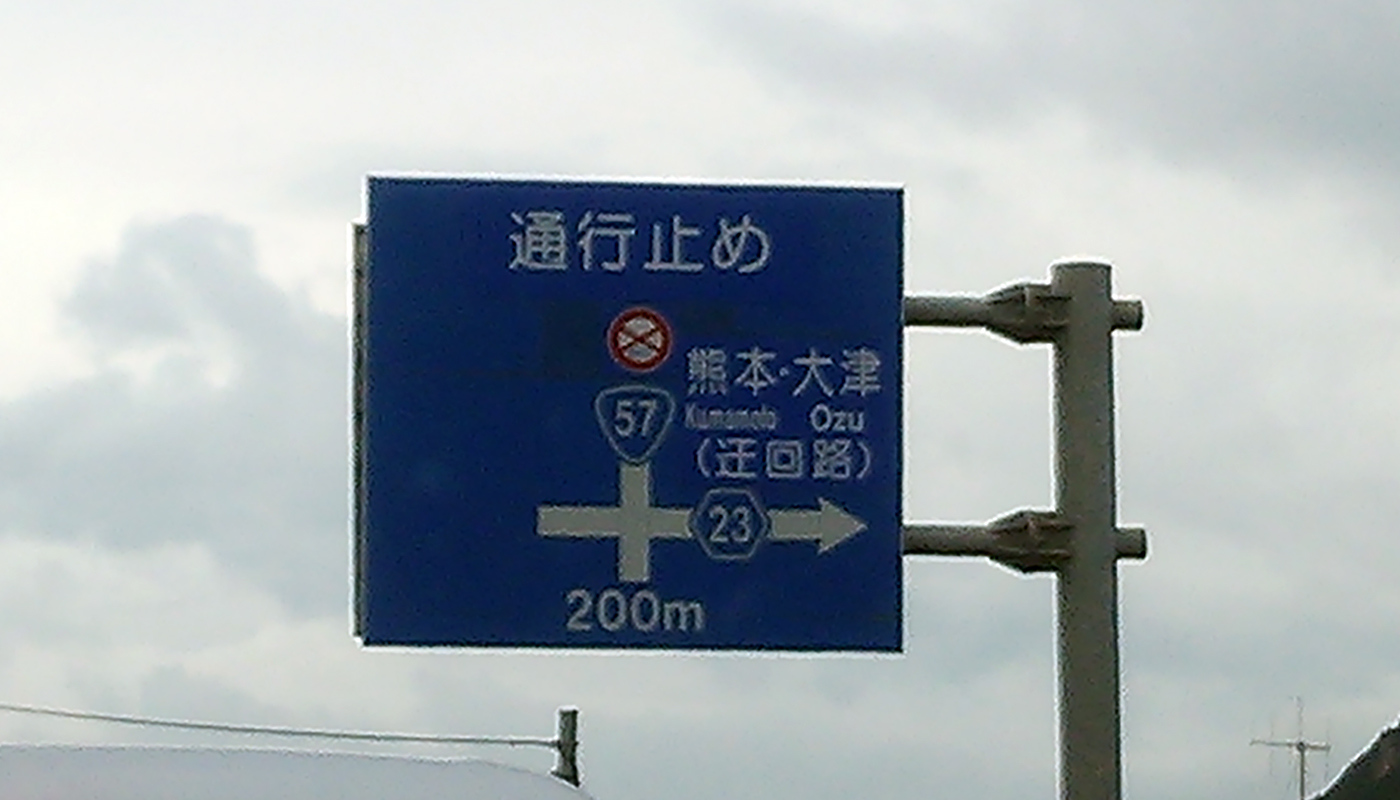 通行止め
熊本・大津
Kumamoto Ozu
57
(迂回路)
23
200m